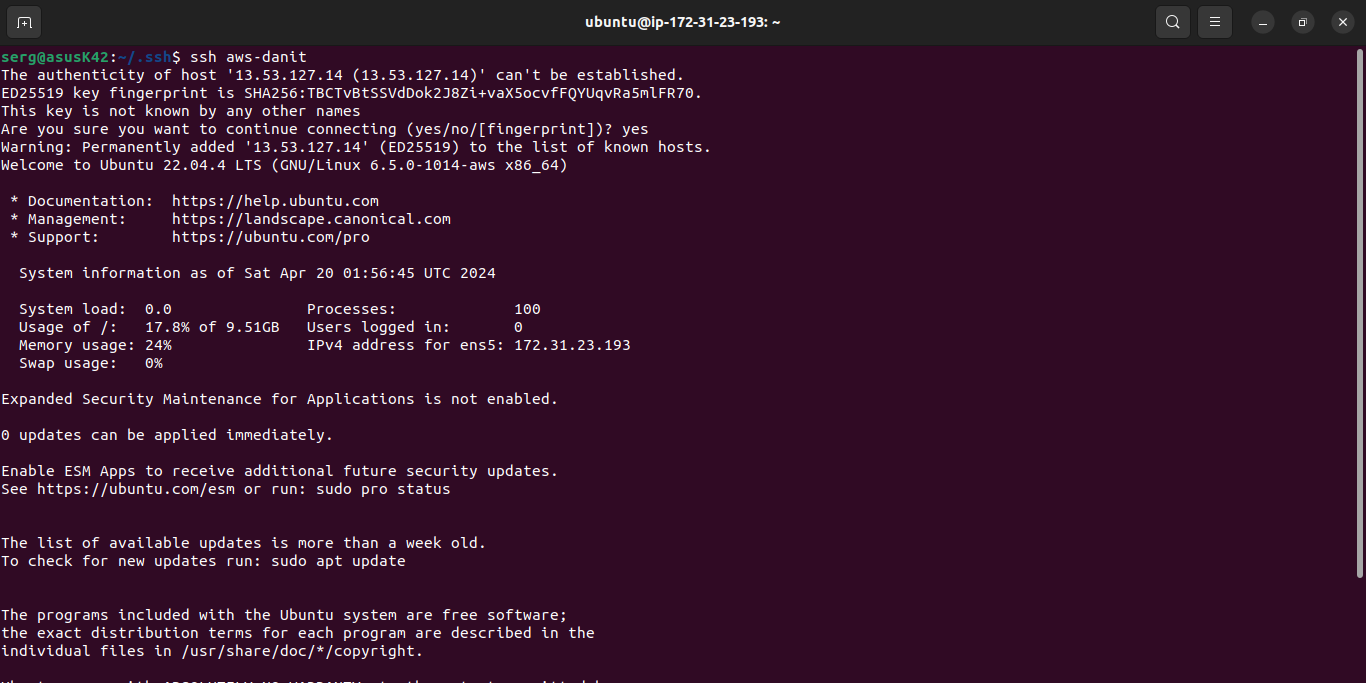 ubuntu@ip-172-31-23-193: ~
serg@asusK42:~/.ssh$ ssh aws-danit
The authenticity of host '13.53.127.14 (13.53.127.14)' can't be established.
ED25519 key fingerprint is SHA256:TBCTvBtSSVdDok2J8Zi+vaX5ocvfFQYUqvRa5mlFR70.
This key is not known by any other names
Are you sure you want to continue connecting (yes/no/[fingerprint])? yes
Warning: Permanently added '13.53.127.14' (ED25519) to the list of known hosts.
Welcome to Ubuntu 22.04.4 LTS (GNU/Linux 6.5.0-1014-aws x86_64)
* Documentation:  https://help.ubuntu.com
* Management:     https://landscape.canonical.com
* Support:        https://ubuntu.com/pro
System information as of Sat Apr 20 01:56:45 UTC 2024
System load:  0.0               Processes:             100
Usage of /:   17.8% of 9.51GB   Users logged in:       0
Memory usage: 24%               IPv4 address for ens5: 172.31.23.193
Swap usage:   0%
Expanded Security Maintenance for Applications is not enabled.
0 updates can be applied immediately.
Enable ESM Apps to receive additional future security updates.
See https://ubuntu.com/esm or run: sudo pro status
The list of available updates is more than a week old.
To check for new updates run: sudo apt update
The programs included with the Ubuntu system are free software;
the exact distribution terms for each program are described in the
individual files in /usr/share/doc/*/copyright.